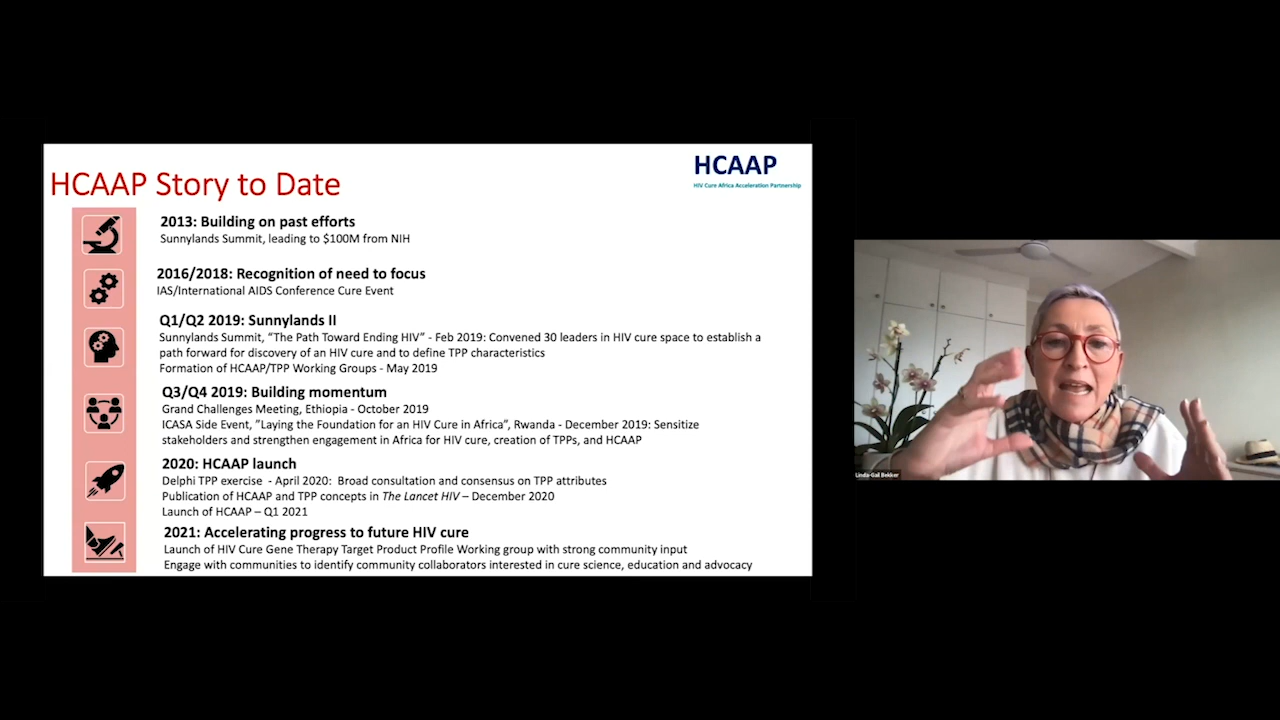 HCAAP Story to Date
HCAAP
HIV Cure Africa Acceleration Partnership
2013: Building on past efforts
Sunnylands Summit, leading to $100M from NIH
2016/2018: Recognition of need to focus
IAS/International AIDS Conference Cure Event
Q1/Q2 2019: Sunnylands II
Sunnylands Summit, “The Path Toward Ending HIV” - Feb 2019: Convened 30 leaders in HIV cure space to establish a
path forward for discovery of an HIV cure and to define TPP characteristics
Formation of HCAAP/TPP Working Groups - May 2019
Q3/Q4 2019: Building momentum
Grand Challenges Meeting, Ethiopia - October 2019
ICASA Side Event, ”Laying the Foundation for an HIV Cure in Africa”, Rwanda - December 2019: Sensitize
stakeholders and strengthen engagement in Africa for HIV cure, creation of TPPs, and HCAAP
2020: HCAAP launch
Delphi TPP exercise - April 2020: Broad consultation and consensus on TPP attributes
Publication of HCAAP and TPP concepts in The Lancet HIV – December 2020
Launch of HCAAP – Q1 2021
2021: Accelerating progress to future HIV cure
Launch of HIV Cure Gene Therapy Target Product Profile Working group with strong community input
Engage with communities to identify community collaborators interested in cure science, education and advocacy
Linda-Gail Bekker